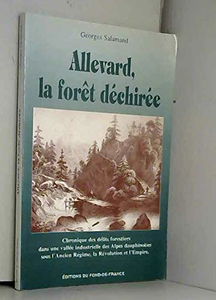 Georges Salamand
Allevard,
la forêt déchirée
Chronique des délits forestiers
dans une vallée industrielle des Alpes dauphinoises
sous l'Ancien Régime, la Révolution et l'Empire.
ÉDITIONS DU FOND-DE-FRANCE